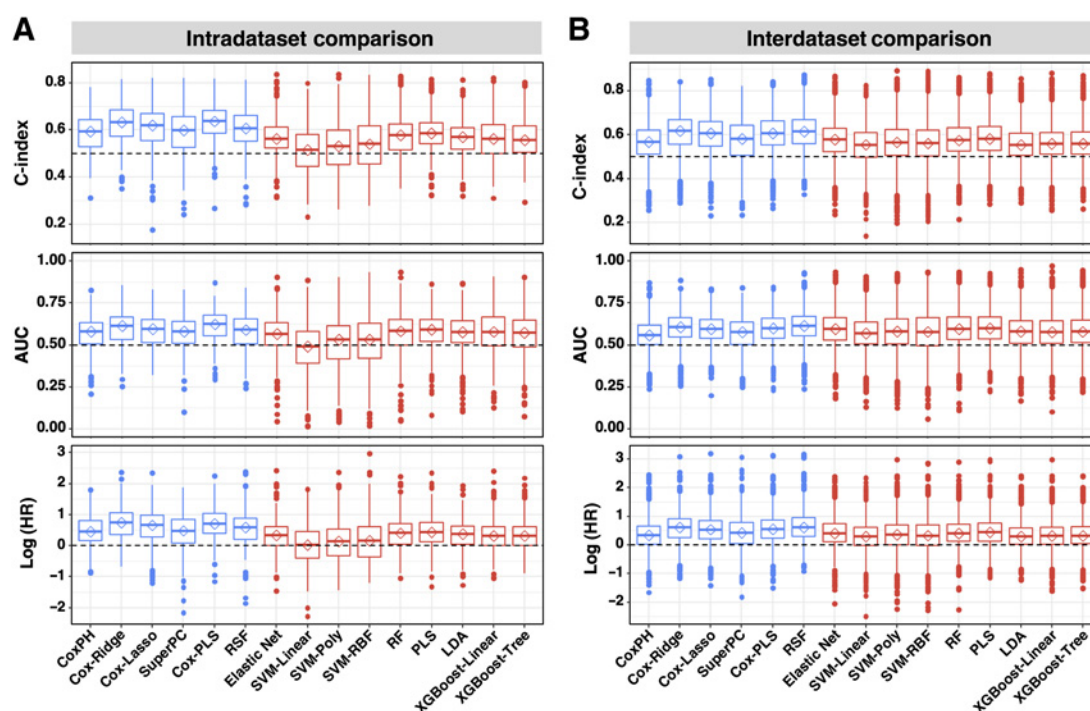 A
Intradataset comparison
C-index
0.8
0.6
0.4
0.2
AUC
1.00
0.75
0.50
0.25
0.00
Log (HR)
3
2
1
0
−1
−2
CoxPH
Cox-Ridge
Cox-Lasso
SuperPC
Cox-PLS
RSF
Elastic Net
SVM-Linear
SVM-Poly
SVM-RBF
RF
PLS
LDA
XGBoost-Linear
XGBoost-Tree
B
Interdataset comparison
C-index
0.8
0.6
0.4
0.2
AUC
1.00
0.75
0.50
0.25
0.00
Log (HR)
3
2
1
0
−1
−2
CoxPH
Cox-Ridge
Cox-Lasso
SuperPC
Cox-PLS
RSF
Elastic Net
SVM-Linear
SVM-Poly
SVM-RBF
RF
PLS
LDA
XGBoost-Linear
XGBoost-Tree